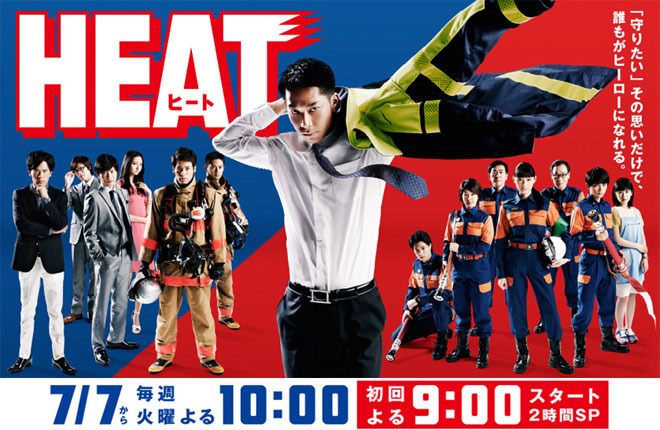 HEAT
ヒート
「守りたい」その思いだけで、
誰もがヒーローになれる。
7/7から 毎週火曜よる 10:00
初回よる 9:00 スタート2時間SP